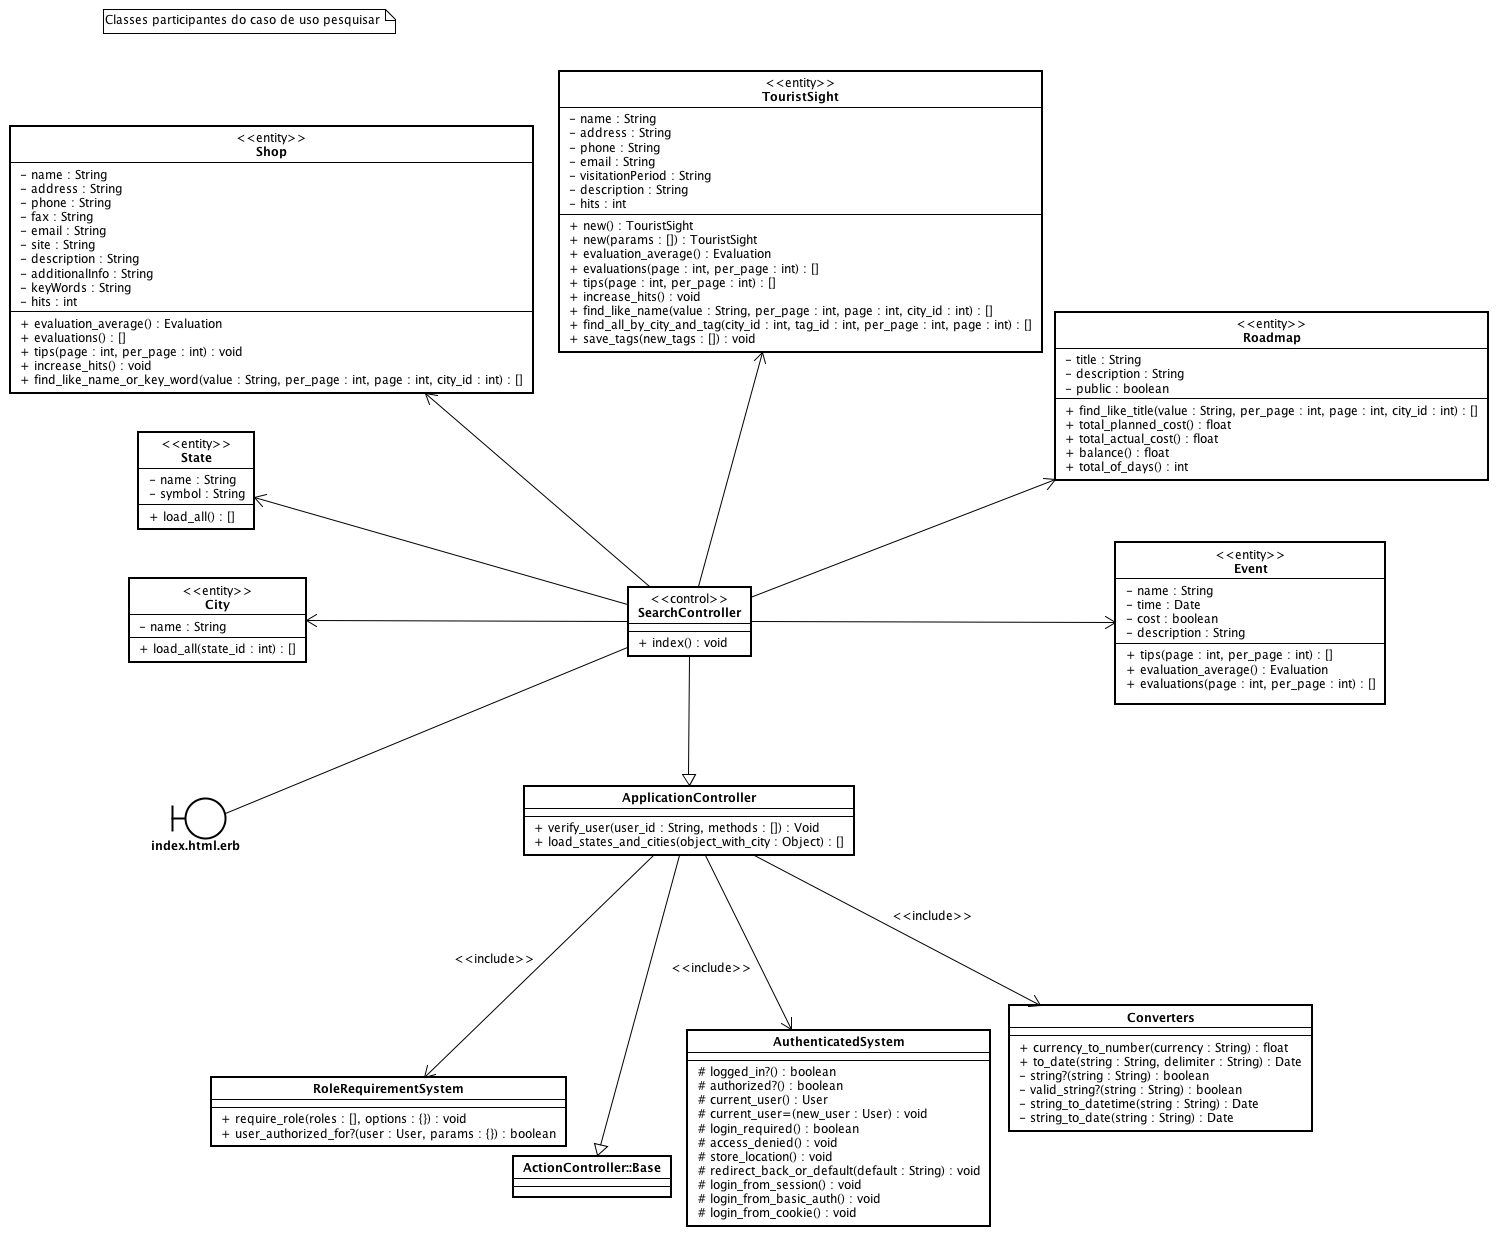 Classes participantes do caso de uso pesquisar
<<entity>>
TouristSight
- name : String
- address : String
- phone : String
- email : String
- visitationPeriod : String
- description : String
- hits : int
+ new() : TouristSight
+ new(params : []) : TouristSight
+ evaluation_average() : Evaluation
+ evaluations(page : int, per_page : int) : []
+ tips(page : int, per_page : int) : []
+ increase_hits() : void
+ find_like_name(value : String, per_page : int, page : int, city_id : int) : []
+ find_all_by_city_and_tag(city_id : int, tag_id : int, per_page : int, page : int) : []
+ save_tags(new_tags : []) : void
<<entity>>
Shop
- name : String
- address : String
- phone : String
- fax : String
- email : String
- site : String
- description : String
- additionalInfo : String
- keyWords : String
- hits : int
+ evaluation_average() : Evaluation
+ evaluations() : []
+ tips(page : int, per_page : int) : void
+ increase_hits() : void
+ find_like_name_or_key_word(value : String, per_page : int, page : int, city_id : int) : []
<<entity>>
Roadmap
- title : String
- description : String
- public : boolean
+ find_like_title(value : String, per_page : int, page : int, city_id : int) : []
+ total_planned_cost() : float
+ total_actual_cost() : float
+ balance() : float
+ total_of_days() : int
<<entity>>
State
- name : String
- symbol : String
+ load_all() : []
<<entity>>
City
- name : String
+ load_all(state_id : int) : []
<<control>>
SearchController
+ index() : void
<<entity>>
Event
- name : String
- time : Date
- cost : boolean
- description : String
+ tips(page : int, per_page : int) : []
+ evaluation_average() : Evaluation
+ evaluations(page : int, per_page : int) : []
index.html.erb
ApplicationController
+ verify_user(user_id : String, methods : []) : Void
+ load_states_and_cities(object_with_city : Object) : []
<<include>>
<<include>>
<<include>>
RoleRequirementSystem
+ require_role(roles : [], options : {}) : void
+ user_authorized_for?(user : User, params : {}) : boolean
ActionController::Base
AuthenticatedSystem
# logged_in?() : boolean
# authorized?() : boolean
# current_user() : User
# current_user=(new_user : User) : void
# login_required() : boolean
# access_denied() : void
# store_location() : void
# redirect_back_or_default(default : String) : void
# login_from_session() : void
# login_from_basic_auth() : void
# login_from_cookie() : void
Converters
+ currency_to_number(currency : String) : float
+ to_date(string : String, delimiter : String) : Date
- string?(string : String) : boolean
- valid_string?(string : String) : boolean
- string_to_datetime(string : String) : Date
- string_to_date(string : String) : Date